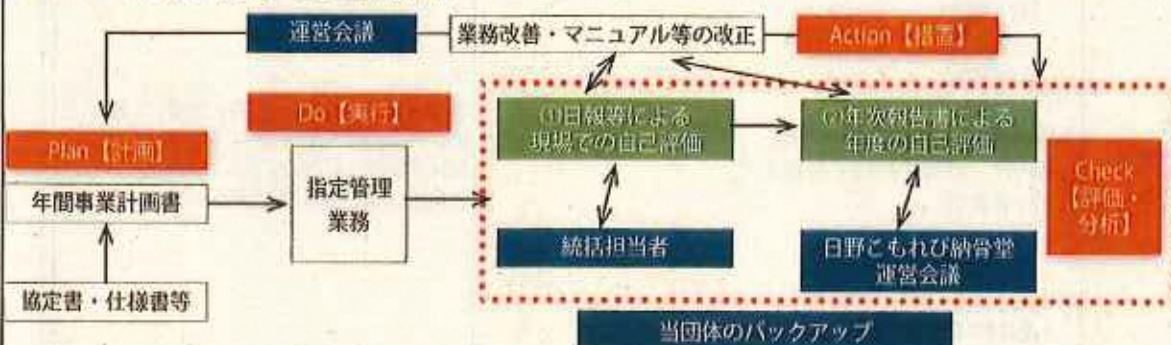 運営会議
業務改善・マニュアル等の改正
Action【措置】
Do【実行】
①日報等による
現場での自己評価
②年次報告書による
年度の自己評価
Plan【計画】
Check
【評価・
分析】
年間事業計画書
指定管理
業務
統括担当者
日野こもれび納骨堂
運営会議
協定書・仕様書等
当団体のバックアップ